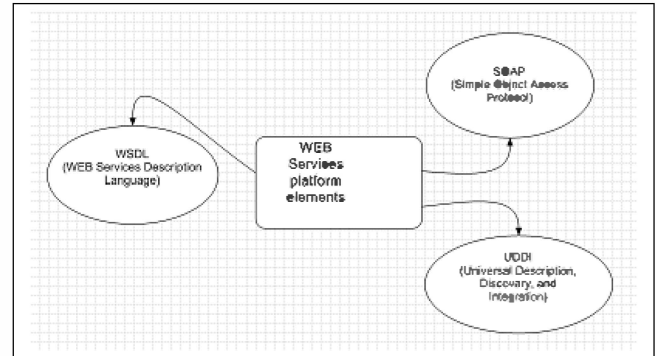 SOAP
(Simple Object Access
Protocol)
WEB
Services
platform
elements
WSDL
(WEB Services Description
Language)
UDDI
(Universal Description,
Discovary, and
Integration)